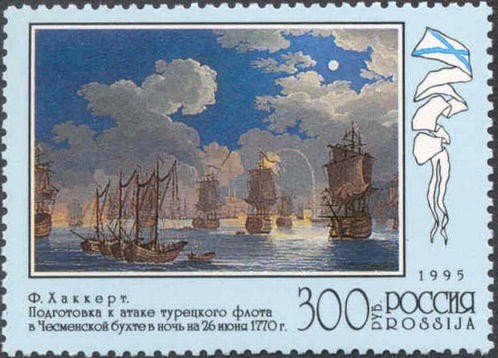 1995
Ф. Хаккерт.
Подготовка к атаке турецкого флота
в Чесменской бухте в ночь на 26 июня 1770 г.
300 РУБ. РОССИЯ
ROSSIJA